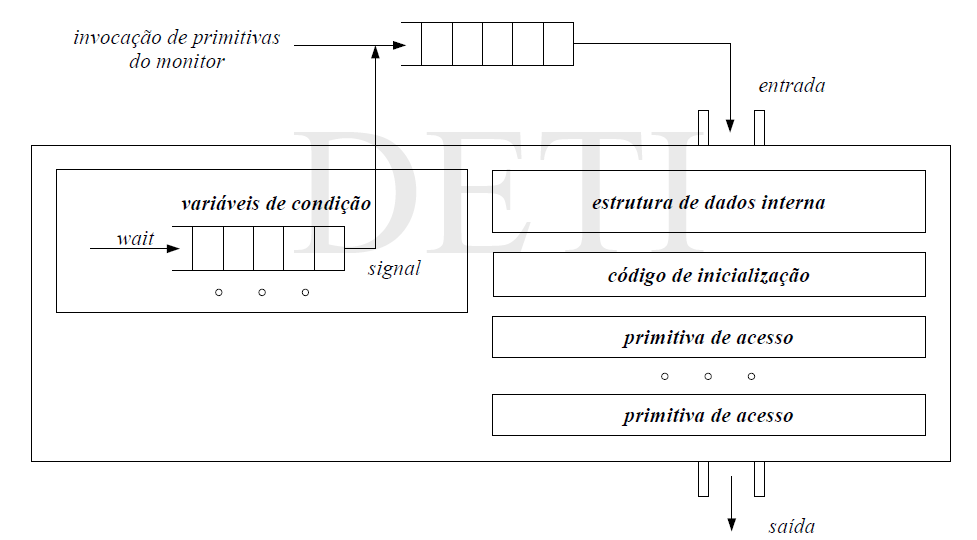 invocação de primitivas
do monitor
entrada
DETI
variáveis de condição
estrutura de dados interna
wait
signal
código de inicialização
primitiva de acesso
primitiva de acesso
saída